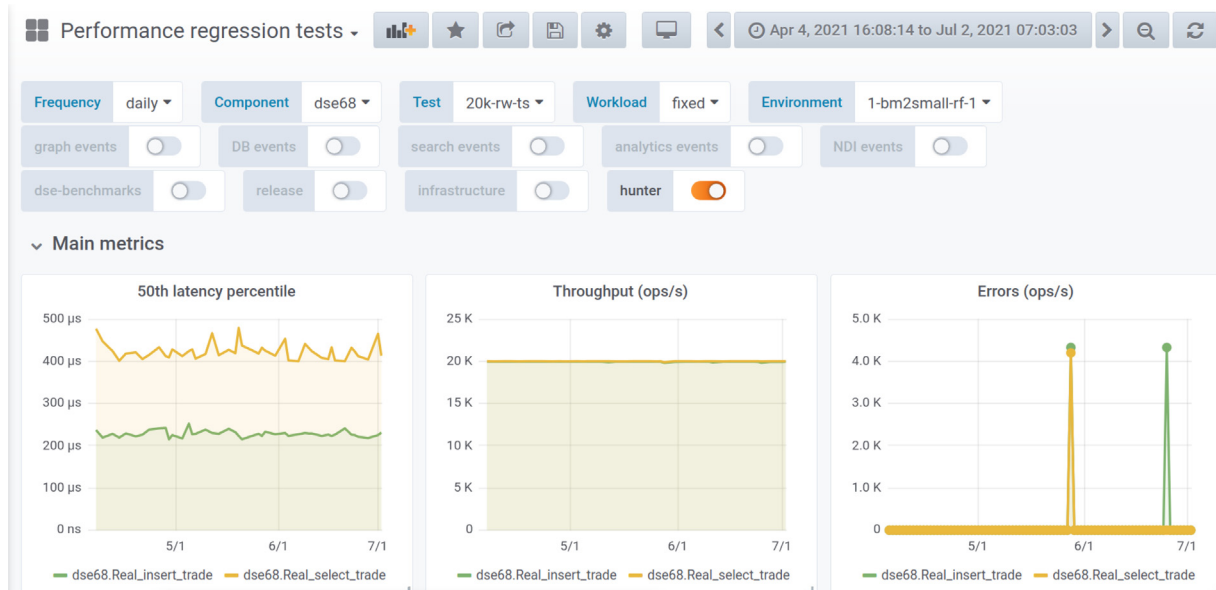 Performance regression tests
Apr 4, 2021 16:08:14 to Jul 2, 2021 07:03:03
Frequency daily Component dse68 Test 20k-rw-ts Workload fixed Environment 1-bm2small-rf-1
graph events DB events search events analytics events NDI events
dse-benchmarks release infrastructure hunter
Main metrics
50th latency percentile
500 µs
400 µs
300 µs
200 µs
100 µs
0 ns
5/1 6/1 7/1
dse68.Real_insert_trade dse68.Real_select_trade
Throughput (ops/s)
25 K
20 K
15 K
10 K
5 K
0
5/1 6/1 7/1
dse68.Real_insert_trade dse68.Real_select_trade
Errors (ops/s)
5.0 K
4.0 K
3.0 K
2.0 K
1.0 K
0
5/1 6/1 7/1
dse68.Real_insert_trade dse68.Real_select_trade